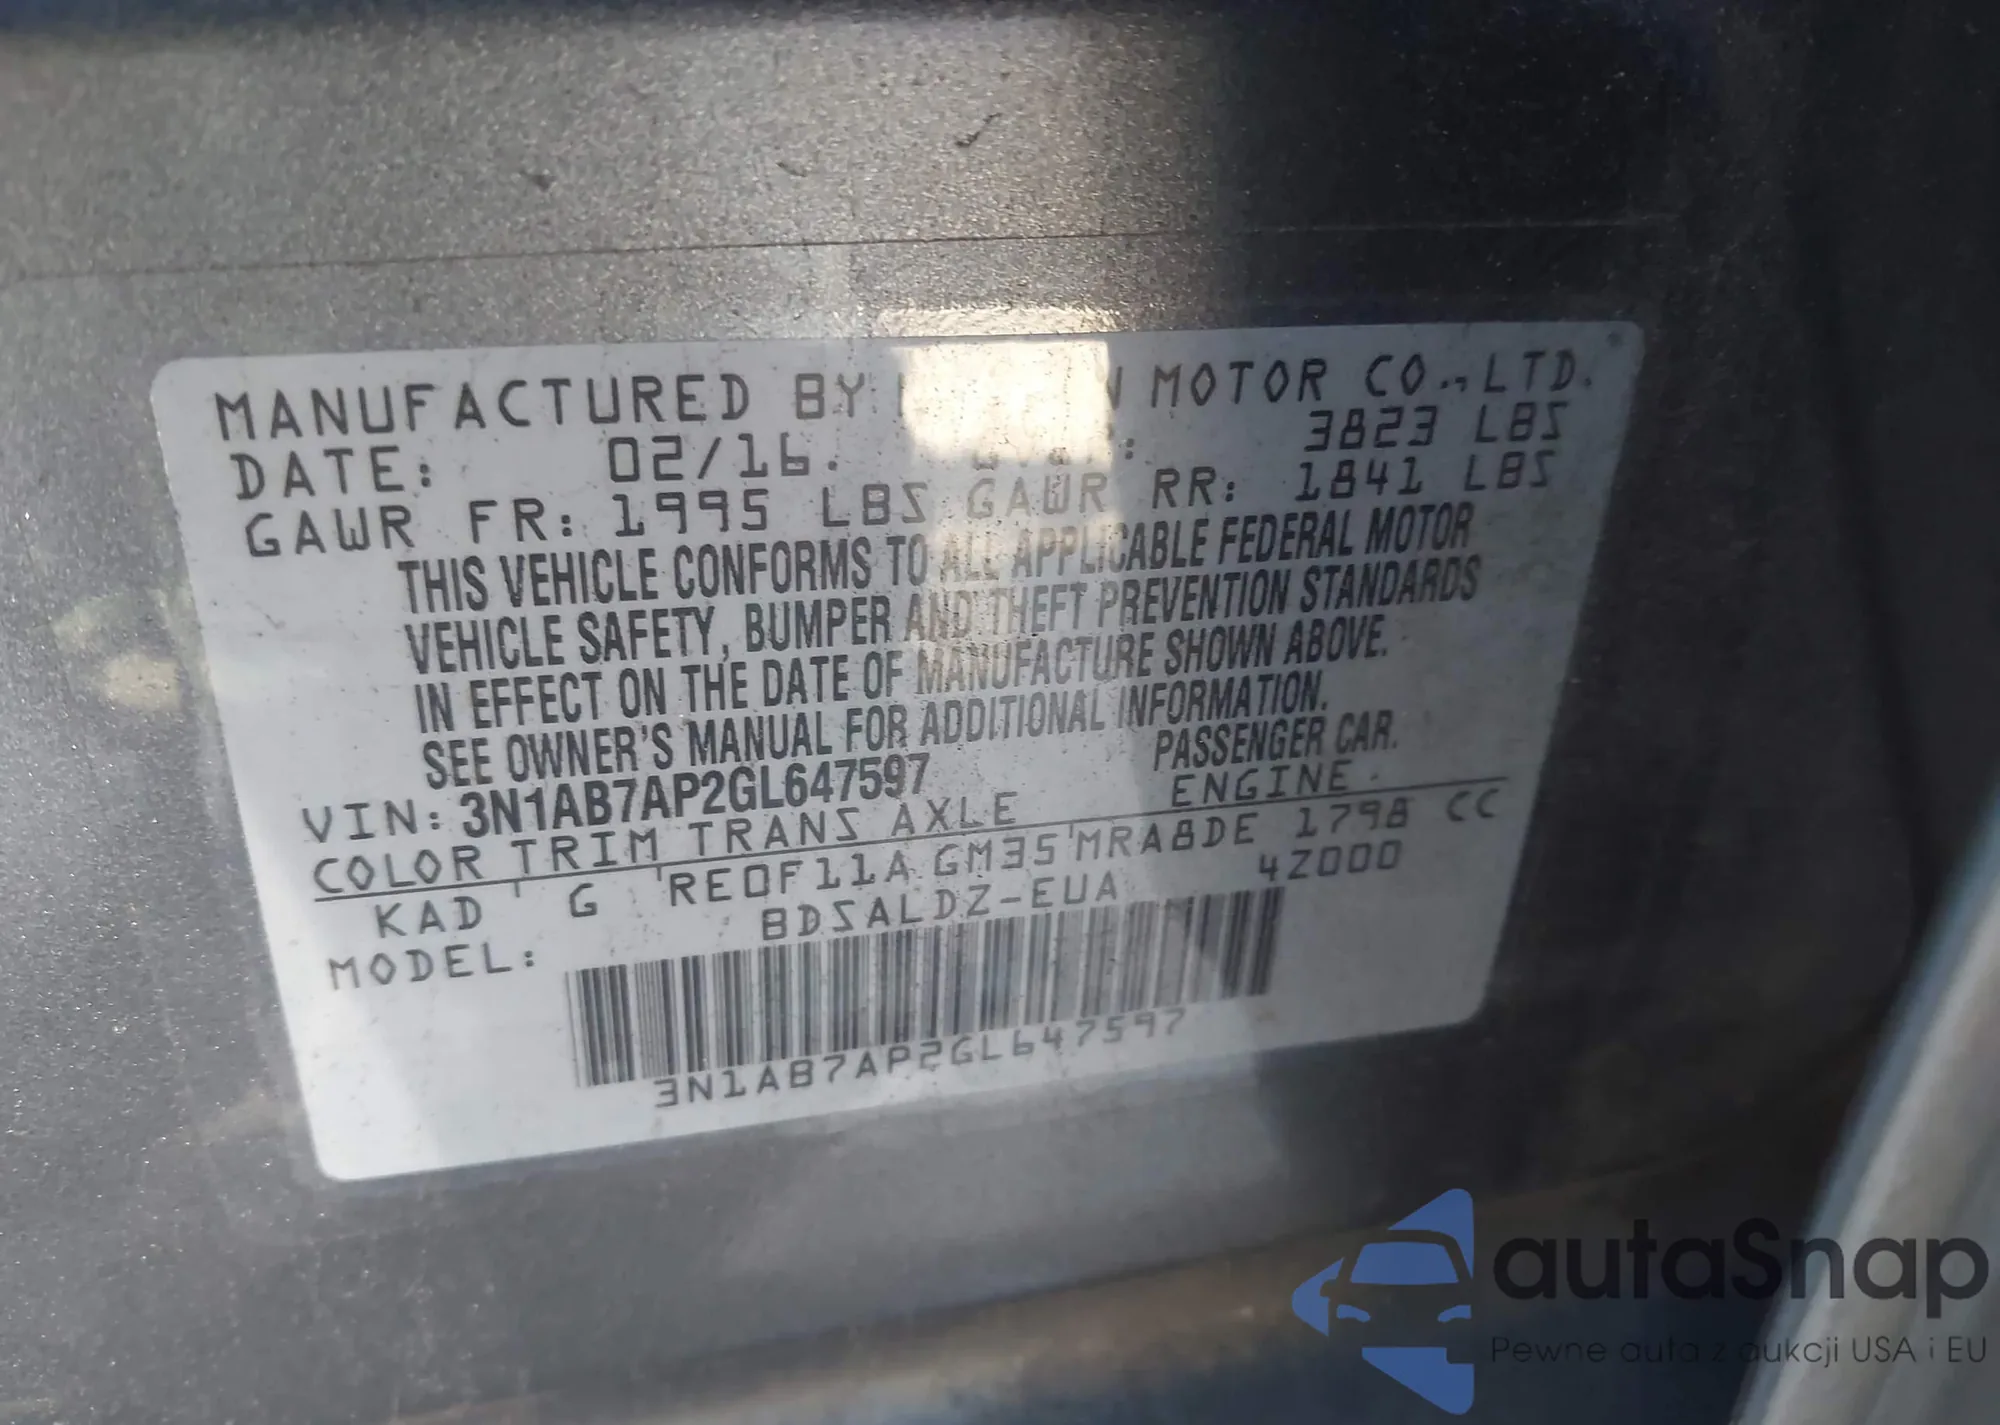 MANUFACTURED BY MOTOR CO., LTD.
DATE: 02/16. 3823 LBS
GAWR FR: 1995 LBS GAWR RR: 1841 LBS
THIS VEHICLE CONFORMS TO ALL APPLICABLE FEDERAL MOTOR
VEHICLE SAFETY, BUMPER AND THEFT PREVENTION STANDARDS
IN EFFECT ON THE DATE OF MANUFACTURE SHOWN ABOVE.
SEE OWNER'S MANUAL FOR ADDITIONAL INFORMATION.
VIN: 3N1AB7AP2GL647597 PASSENGER CAR.
COLOR TRIM TRANS AXLE ENGINE
KAD G RE0F11A GM35 MRA8DE 1798 CC
MODEL: BDSALDZ-EUA 4Z000
3N1AB7AP2GL647597
autaSnap
Pewne auta z aukcji USA i EU